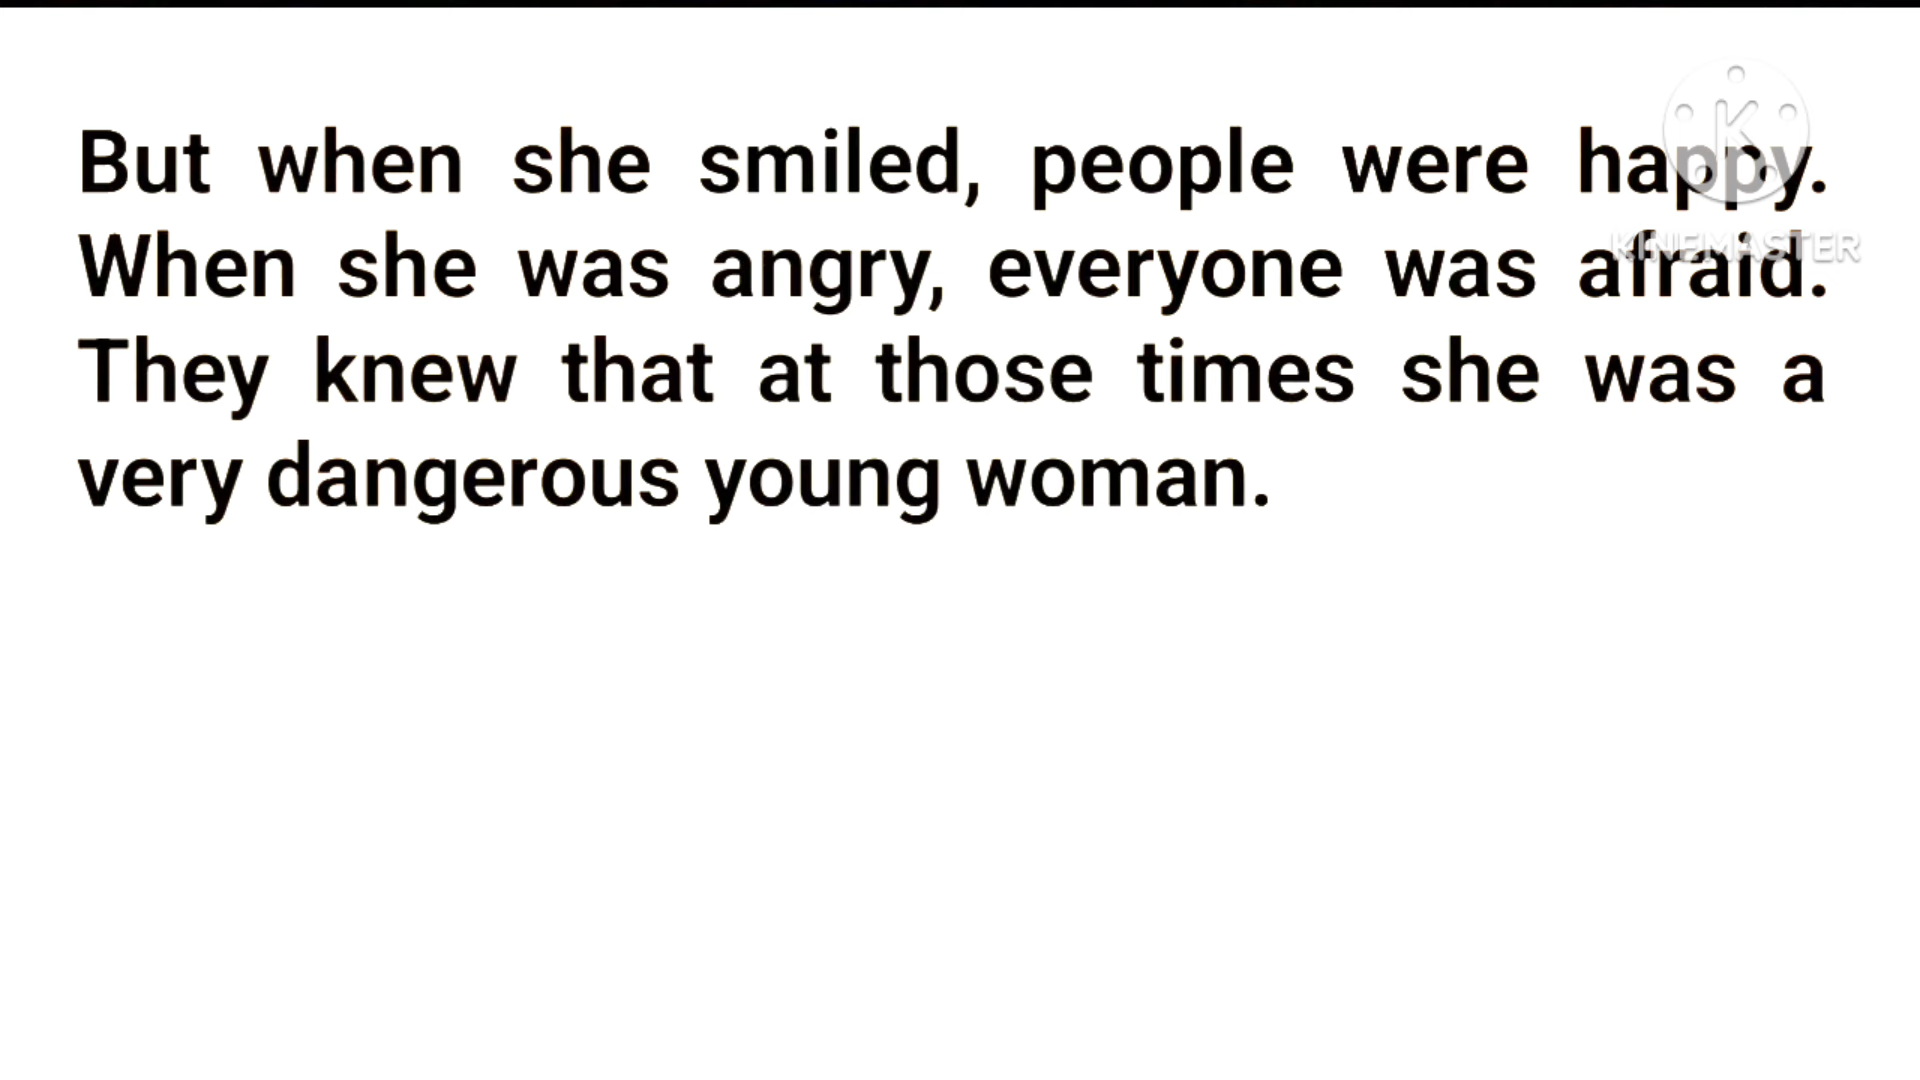 But when she smiled, people were happy.
When she was angry, everyone was afraid.
They knew that at those times she was a
very dangerous young woman.
K
KINEMASTER